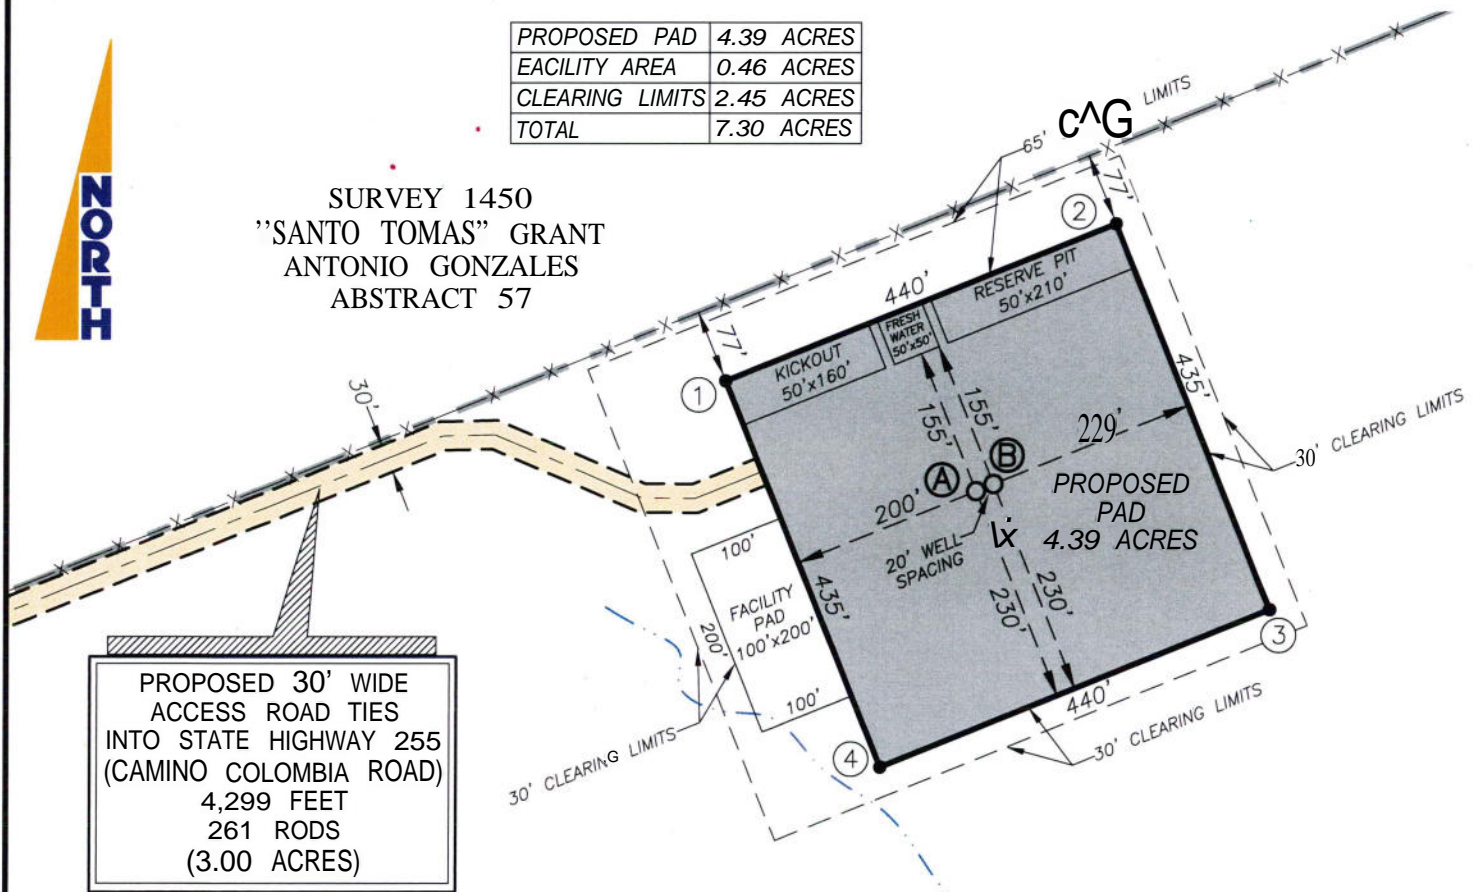 PROPOSED PAD 4.39 ACRES
EACILITY AREA 0.46 ACRES
CLEARING LIMITS 2.45 ACRES
TOTAL 7.30 ACRES
NORTH
SURVEY 1450
''SANTO TOMAS" GRANT
ANTONIO GONZALES
ABSTRACT 57
65' c^G LIMITS
77'
2
RESERVE PIT
50'x210'
440'
FRESH
WATER
50'x50'
KICKOUT
50'x160'
77'
1
30'
435'
30' CLEARING LIMITS
155'
155'
229'
A
B
200'
PROPOSED
PAD
4.39 ACRES
20' WELL
SPACING
lx
230'
230'
100'
435'
FACILITY
PAD
100'x200'
200'
100'
3
440'
30' CLEARING LIMITS
30' CLEARING LIMITS
4
PROPOSED 30' WIDE
ACCESS ROAD TIES
INTO STATE HIGHWAY 255
(CAMINO COLOMBIA ROAD)
4,299 FEET
261 RODS
(3.00 ACRES)